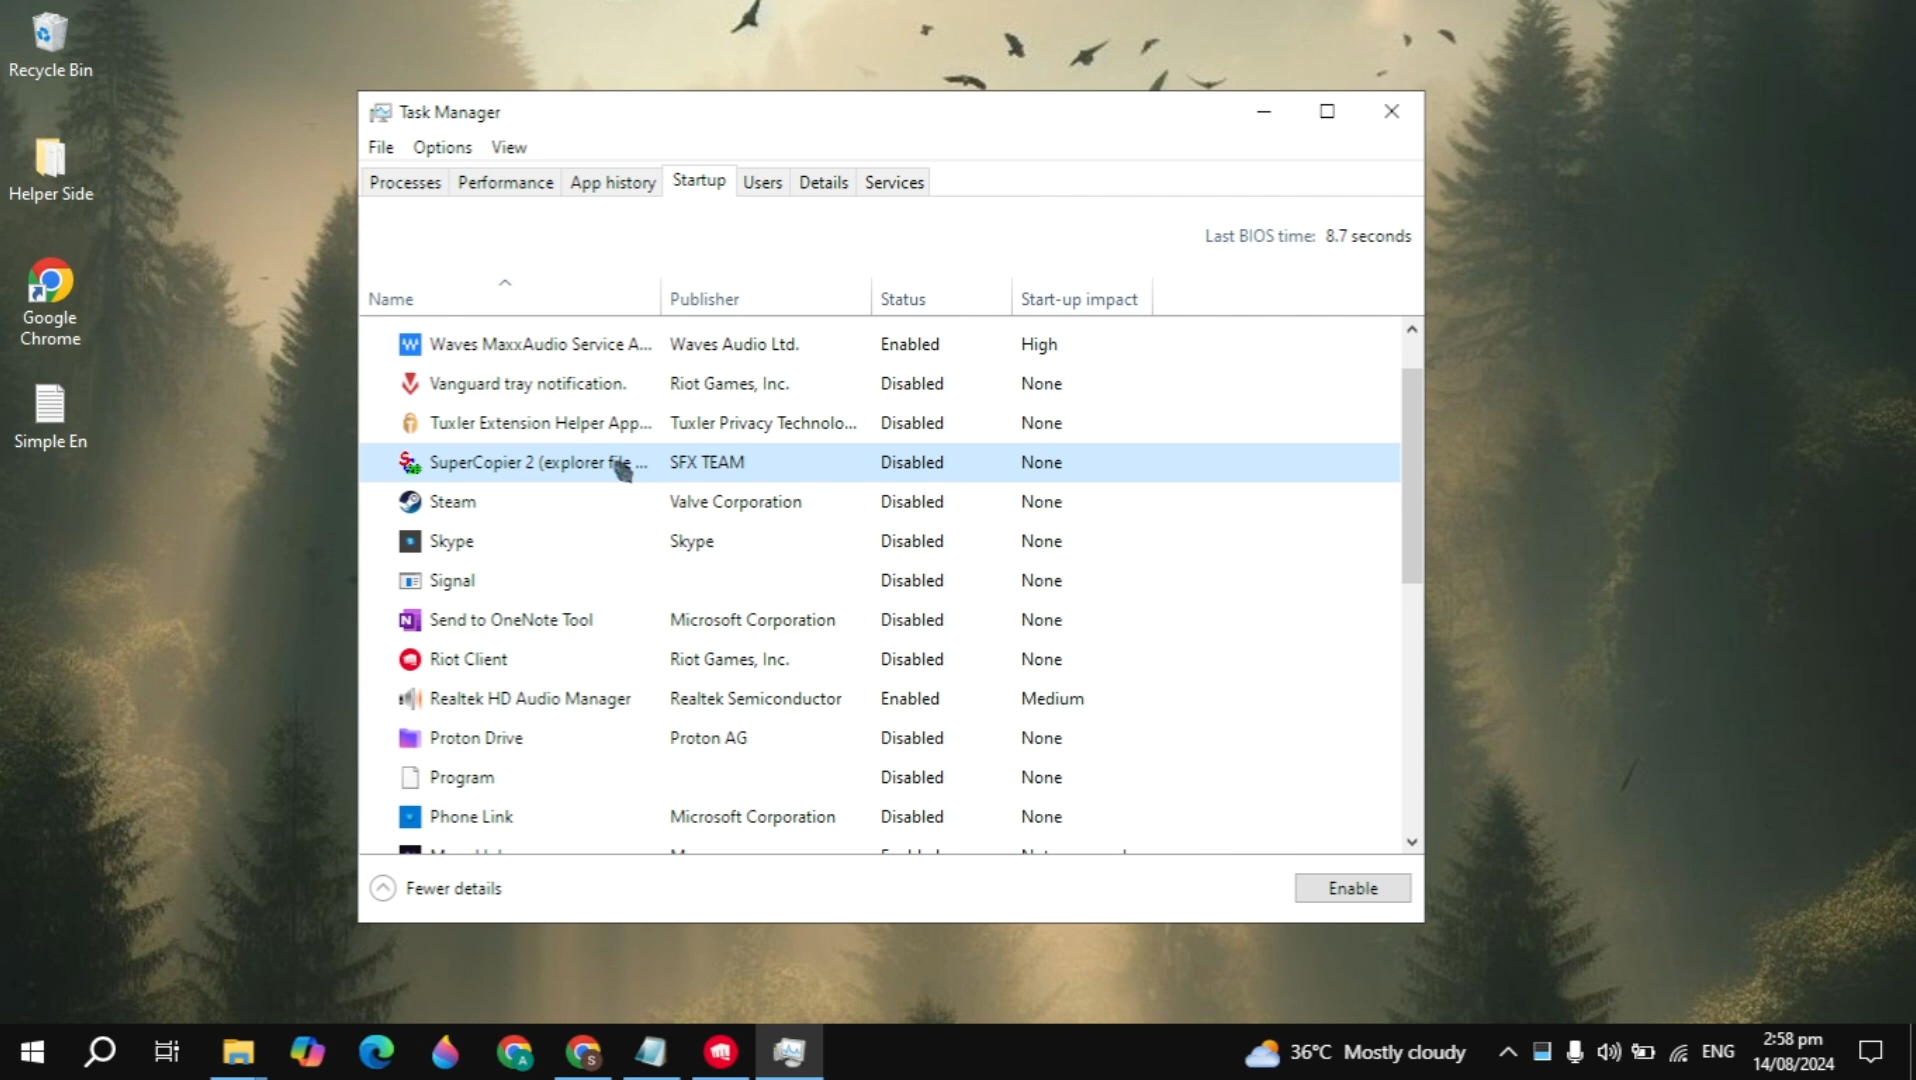 Recycle Bin
Helper Side
Google
Chrome
Simple En
Task Manager
File Options View
Processes Performance App history Startup Users Details Services
Last BIOS time: 8.7 seconds
Name Publisher Status Start-up impact
Waves MaxxAudio Service A... Waves Audio Ltd. Enabled High
Vanguard tray notification. Riot Games, Inc. Disabled None
Tuxler Extension Helper App... Tuxler Privacy Technolo... Disabled None
SuperCopier 2 (explorer file ... SFX TEAM Disabled None
Steam Valve Corporation Disabled None
Skype Skype Disabled None
Signal Disabled None
Send to OneNote Tool Microsoft Corporation Disabled None
Riot Client Riot Games, Inc. Disabled None
Realtek HD Audio Manager Realtek Semiconductor Enabled Medium
Proton Drive Proton AG Disabled None
Program Disabled None
Phone Link Microsoft Corporation Disabled None
Fewer details Enable
36°C Mostly cloudy ENG 2:58 pm
14/08/2024